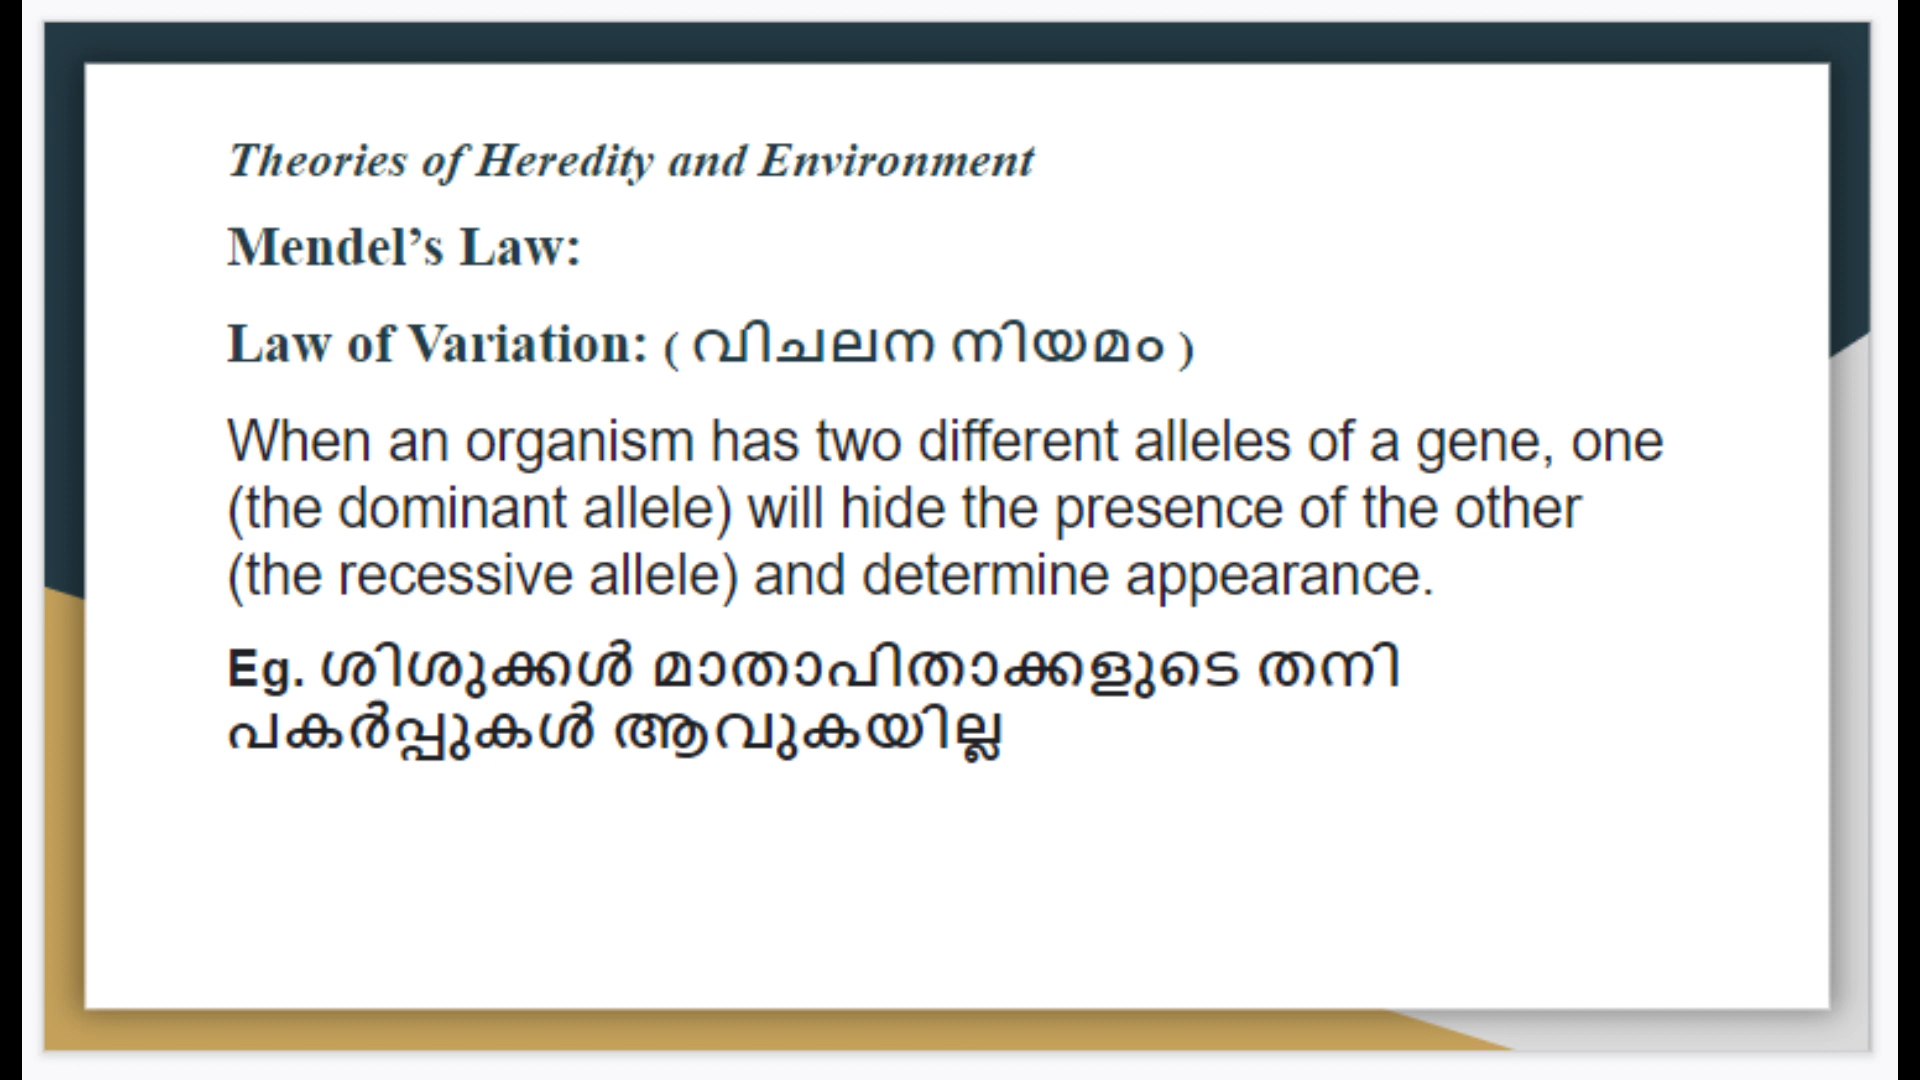 Theories of Heredity and Environment
Mendel’s Law:
Law of Variation: ( വിചലന നിയമം )
When an organism has two different alleles of a gene, one
(the dominant allele) will hide the presence of the other
(the recessive allele) and determine appearance.
Eg. ശിശുക്കൾ മാതാപിതാക്കളുടെ തനി
പകർപ്പുകൾ ആവുകയില്ല